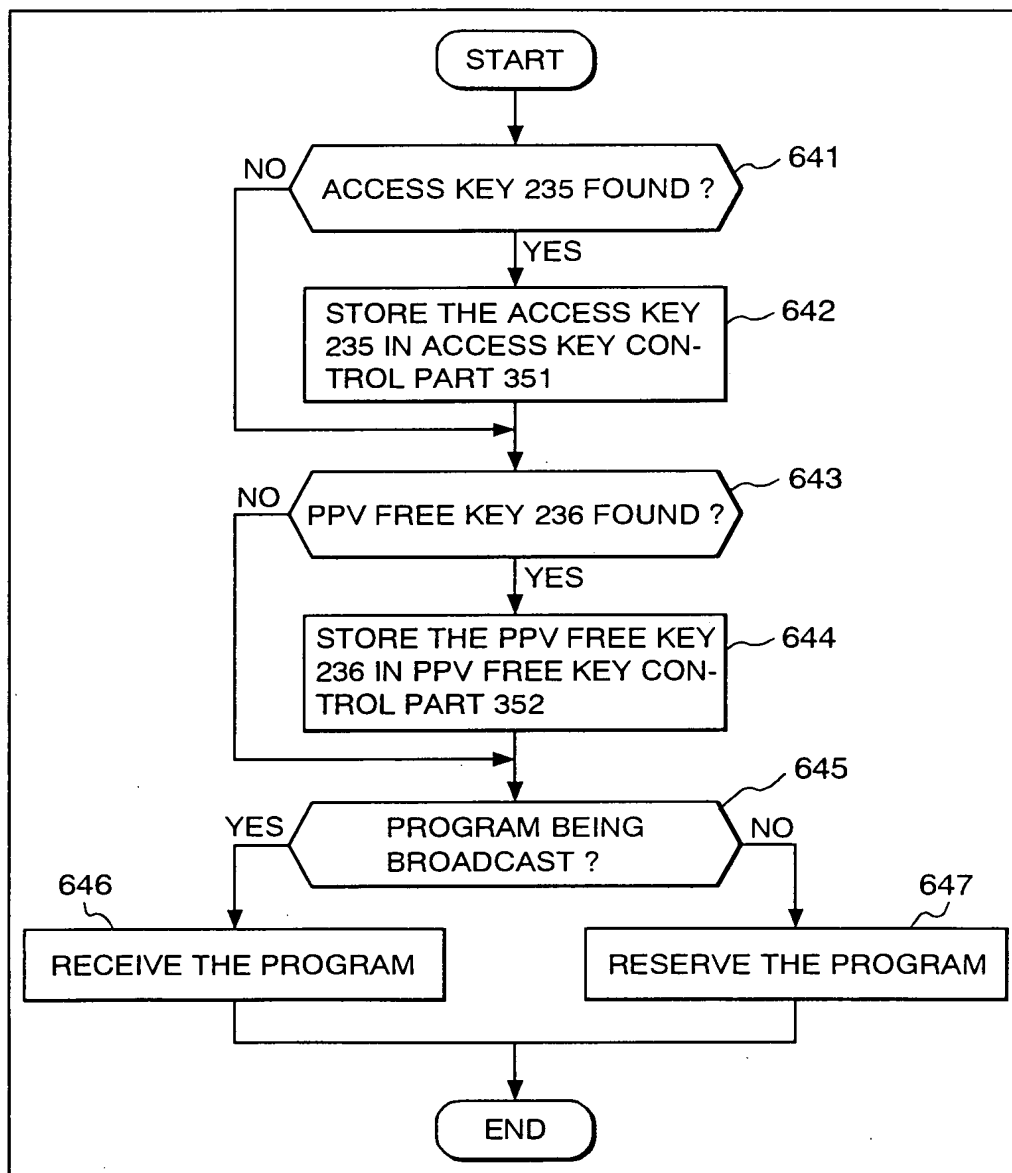 START
641
NO
ACCESS KEY 235 FOUND ?
YES
STORE THE ACCESS KEY
235 IN ACCESS KEY CON-
TROL PART 351
642
643
NO
PPV FREE KEY 236 FOUND ?
YES
STORE THE PPV FREE KEY
236 IN PPV FREE KEY CON-
TROL PART 352
644
645
YES
PROGRAM BEING
BROADCAST ?
NO
646
647
RECEIVE THE PROGRAM
RESERVE THE PROGRAM
END